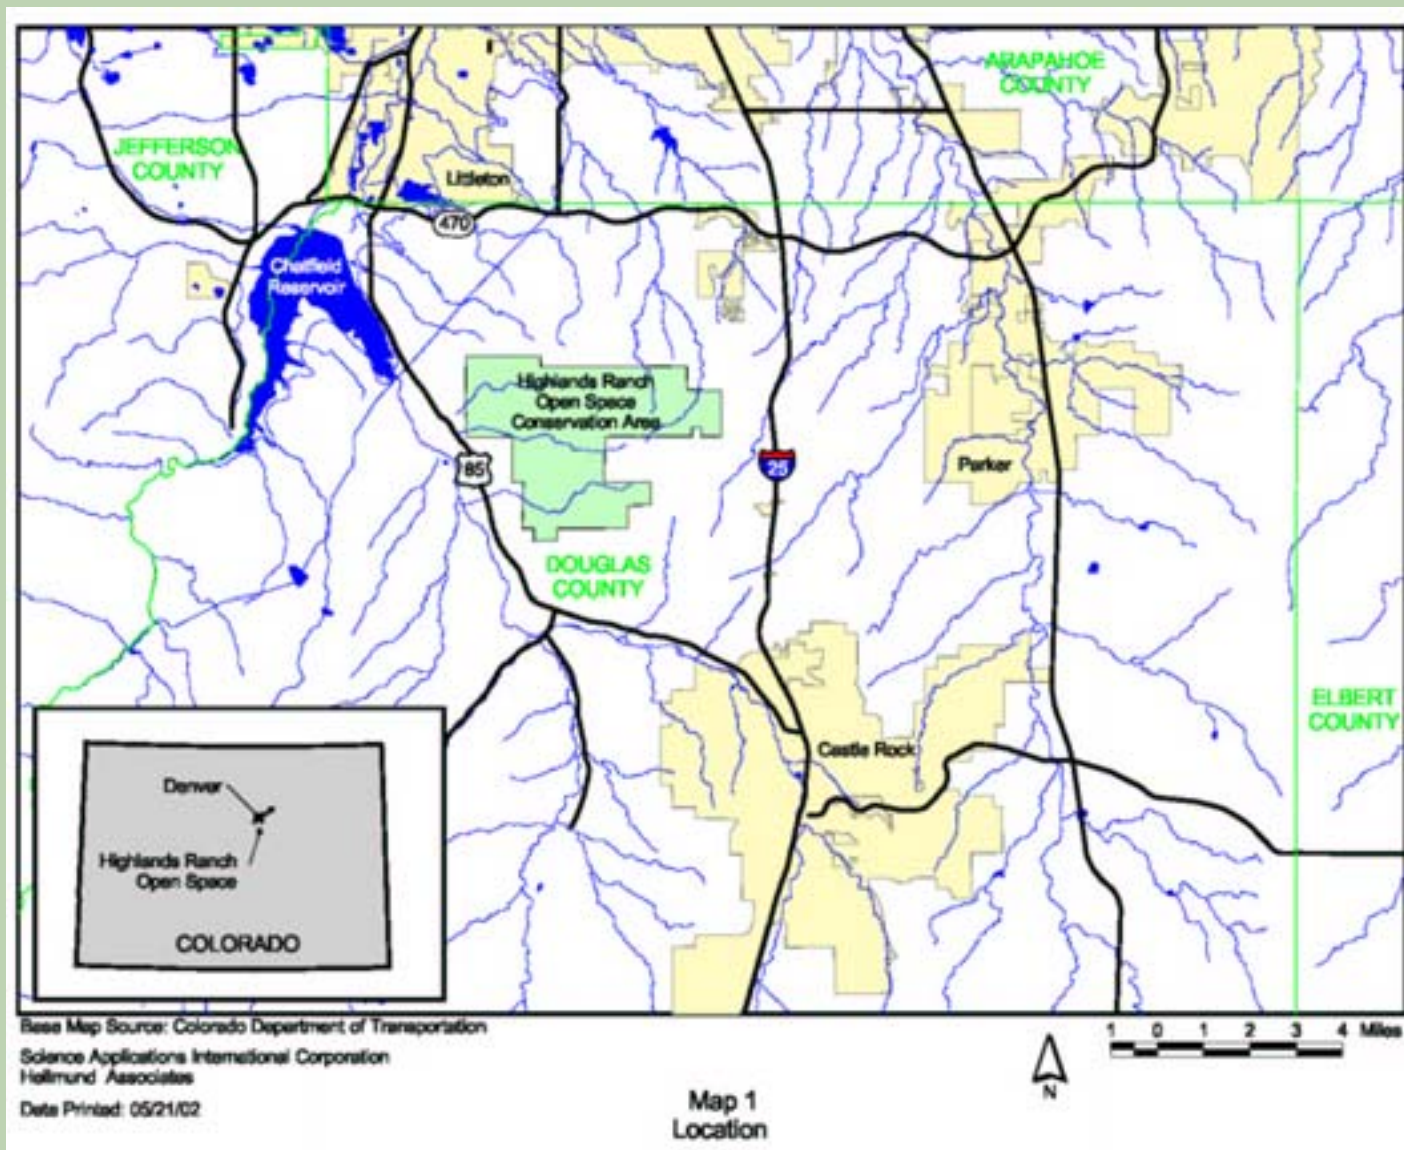 ARAPAHOE
COUNTY
JEFFERSON
COUNTY
Littleton
470
Chatfield
Reservoir
Highlands Ranch
Open Space
Conservation Area
85
25
Parker
DOUGLAS
COUNTY
ELBERT
COUNTY
Castle Rock
Denver
Highlands Ranch
Open Space
COLORADO
Base Map Source: Colorado Department of Transportation
Science Applications International Corporation
Hellmund Associates
Date Printed: 05/21/02
1 0 1 2 3 4 Miles
N
Map 1
Location